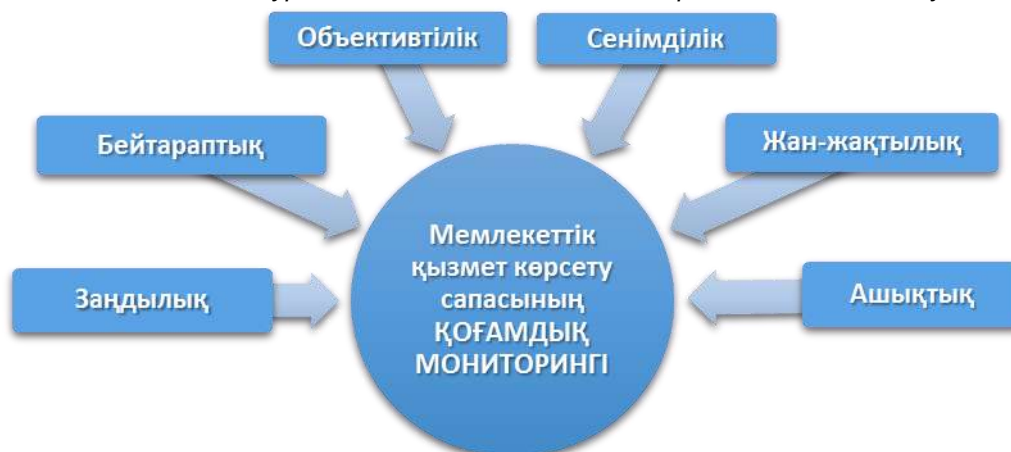 Объективтілік
Сенімділік
Бейтараптық
Жан-жақтылық
Мемлекеттік
қызмет көрсету
сапасының
ҚОҒАМДЫҚ
МОНИТОРИНГІ
Заңдылық
Ашықтық